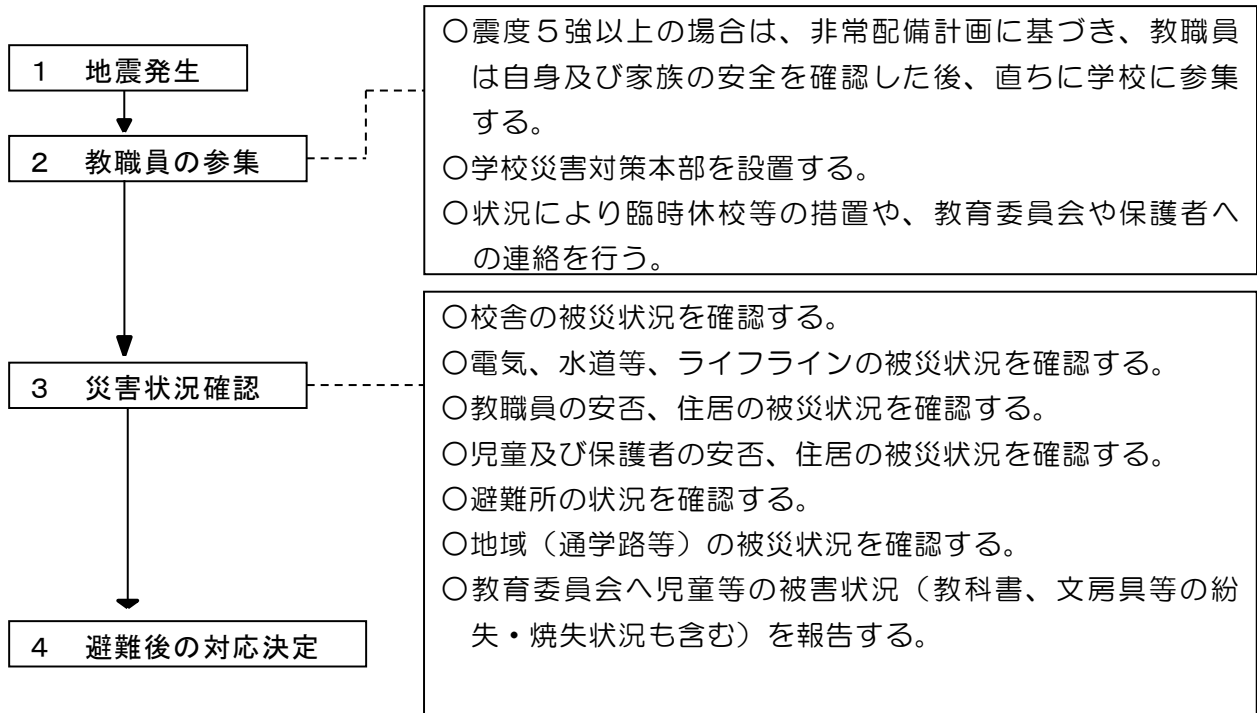 1　地震発生
2　教職員の参集
○震度５強以上の場合は、非常配備計画に基づき、教職員
は自身及び家族の安全を確認した後、直ちに学校に参集
する。
○学校災害対策本部を設置する。
○状況により臨時休校等の措置や、教育委員会や保護者へ
の連絡を行う。
3　災害状況確認
○校舎の被災状況を確認する。
○電気、水道等、ライフラインの被災状況を確認する。
○教職員の安否、住居の被災状況を確認する。
○児童及び保護者の安否、住居の被災状況を確認する。
○避難所の状況を確認する。
○地域（通学路等）の被災状況を確認する。
○教育委員会へ児童等の被害状況（教科書、文房具等の紛
失・焼失状況も含む）を報告する。
4　避難後の対応決定